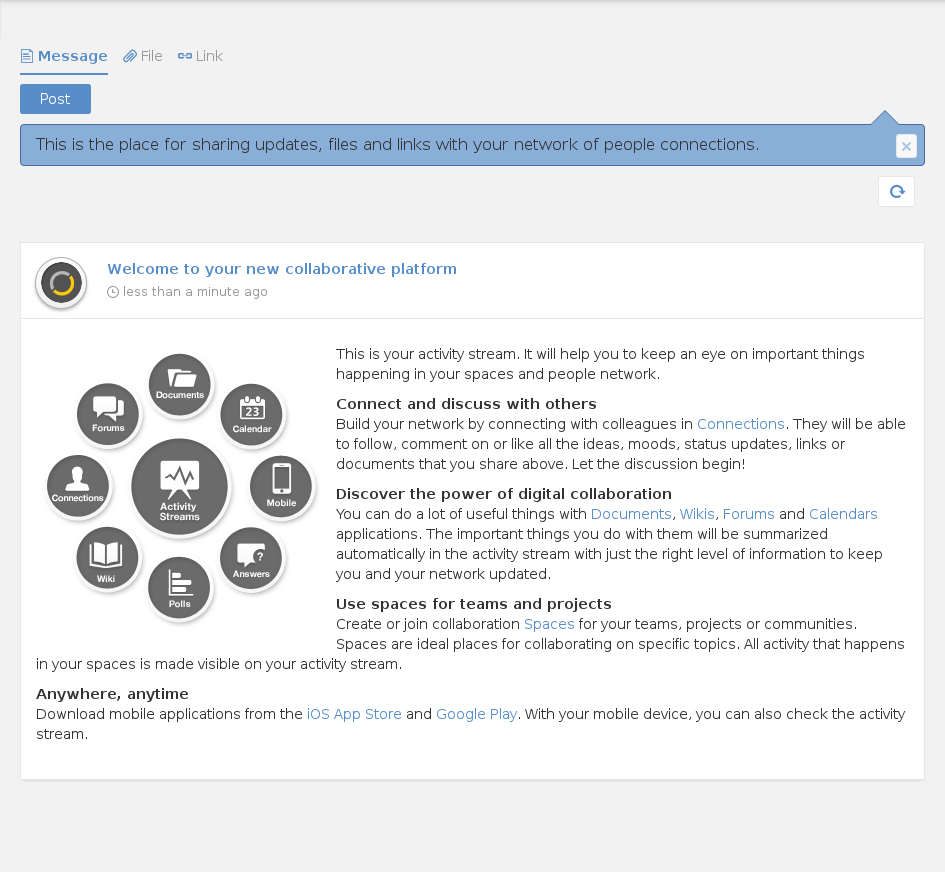 Message File Link
Post
This is the place for sharing updates, files and links with your network of people connections.
Welcome to your new collaborative platform
less than a minute ago
Documents
Forums
23
Calendar
Connections
Activity
Streams
Mobile
Wiki
?
Answers
Polls
This is your activity stream. It will help you to keep an eye on important things
happening in your spaces and people network.
Connect and discuss with others
Build your network by connecting with colleagues in Connections. They will be able
to follow, comment on or like all the ideas, moods, status updates, links or
documents that you share above. Let the discussion begin!
Discover the power of digital collaboration
You can do a lot of useful things with Documents, Wikis, Forums and Calendars
applications. The important things you do with them will be summarized
automatically in the activity stream with just the right level of information to keep
you and your network updated.
Use spaces for teams and projects
Create or join collaboration Spaces for your teams, projects or communities.
Spaces are ideal places for collaborating on specific topics. All activity that happens
in your spaces is made visible on your activity stream.
Anywhere, anytime
Download mobile applications from the iOS App Store and Google Play. With your mobile device, you can also check the activity
stream.